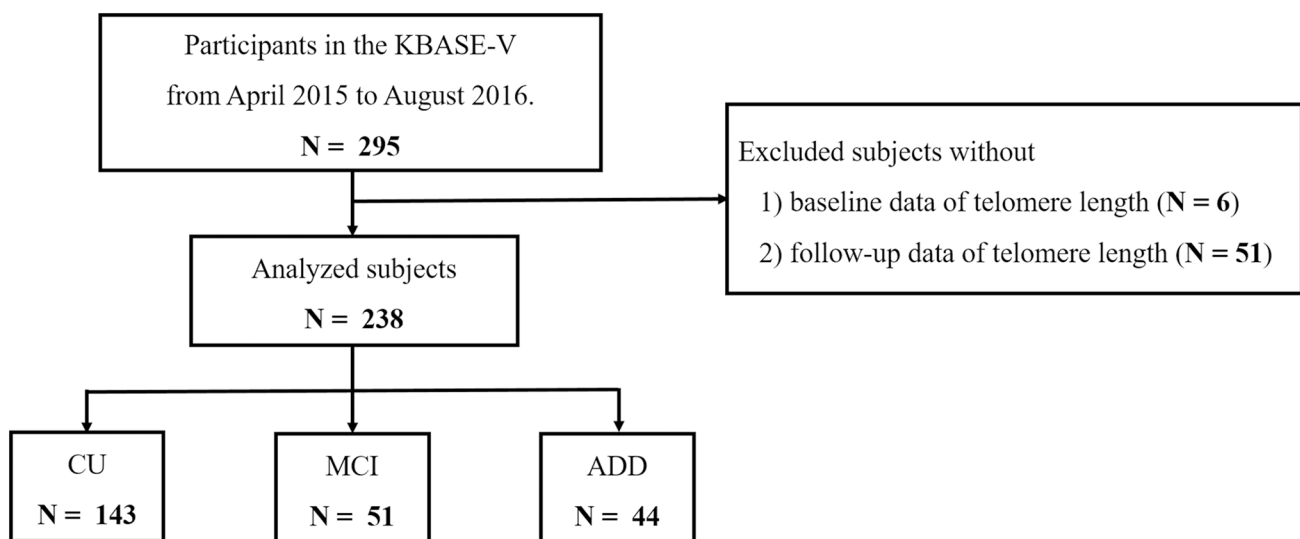 Participants in the KBASE-V
from April 2015 to August 2016.
N = 295
Excluded subjects without
1) baseline data of telomere length (N = 6)
2) follow-up data of telomere length (N = 51)
Analyzed subjects
N = 238
CU
N = 143
MCI
N = 51
ADD
N = 44